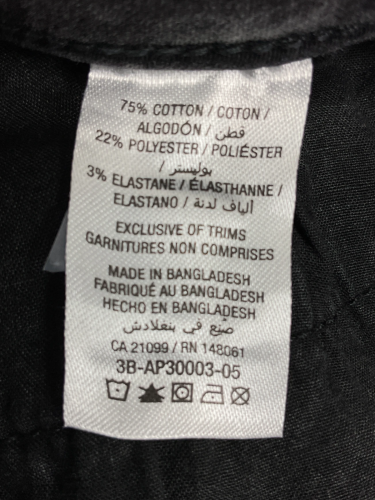 75% COTTON / COTON /
ALGODÓN / قطن
22% POLYESTER / POLIÉSTER
/ بوليستر
3% ELASTANE / ÉLASTHANNE /
ELASTANO / ألياف لدنة
EXCLUSIVE OF TRIMS
GARNITURES NON COMPRISES
MADE IN BANGLADESH
FABRIQUÉ AU BANGLADESH
HECHO EN BANGLADESH
صنع في بنغلادش
CA 21099 / RN 148061
3B-AP30003-05